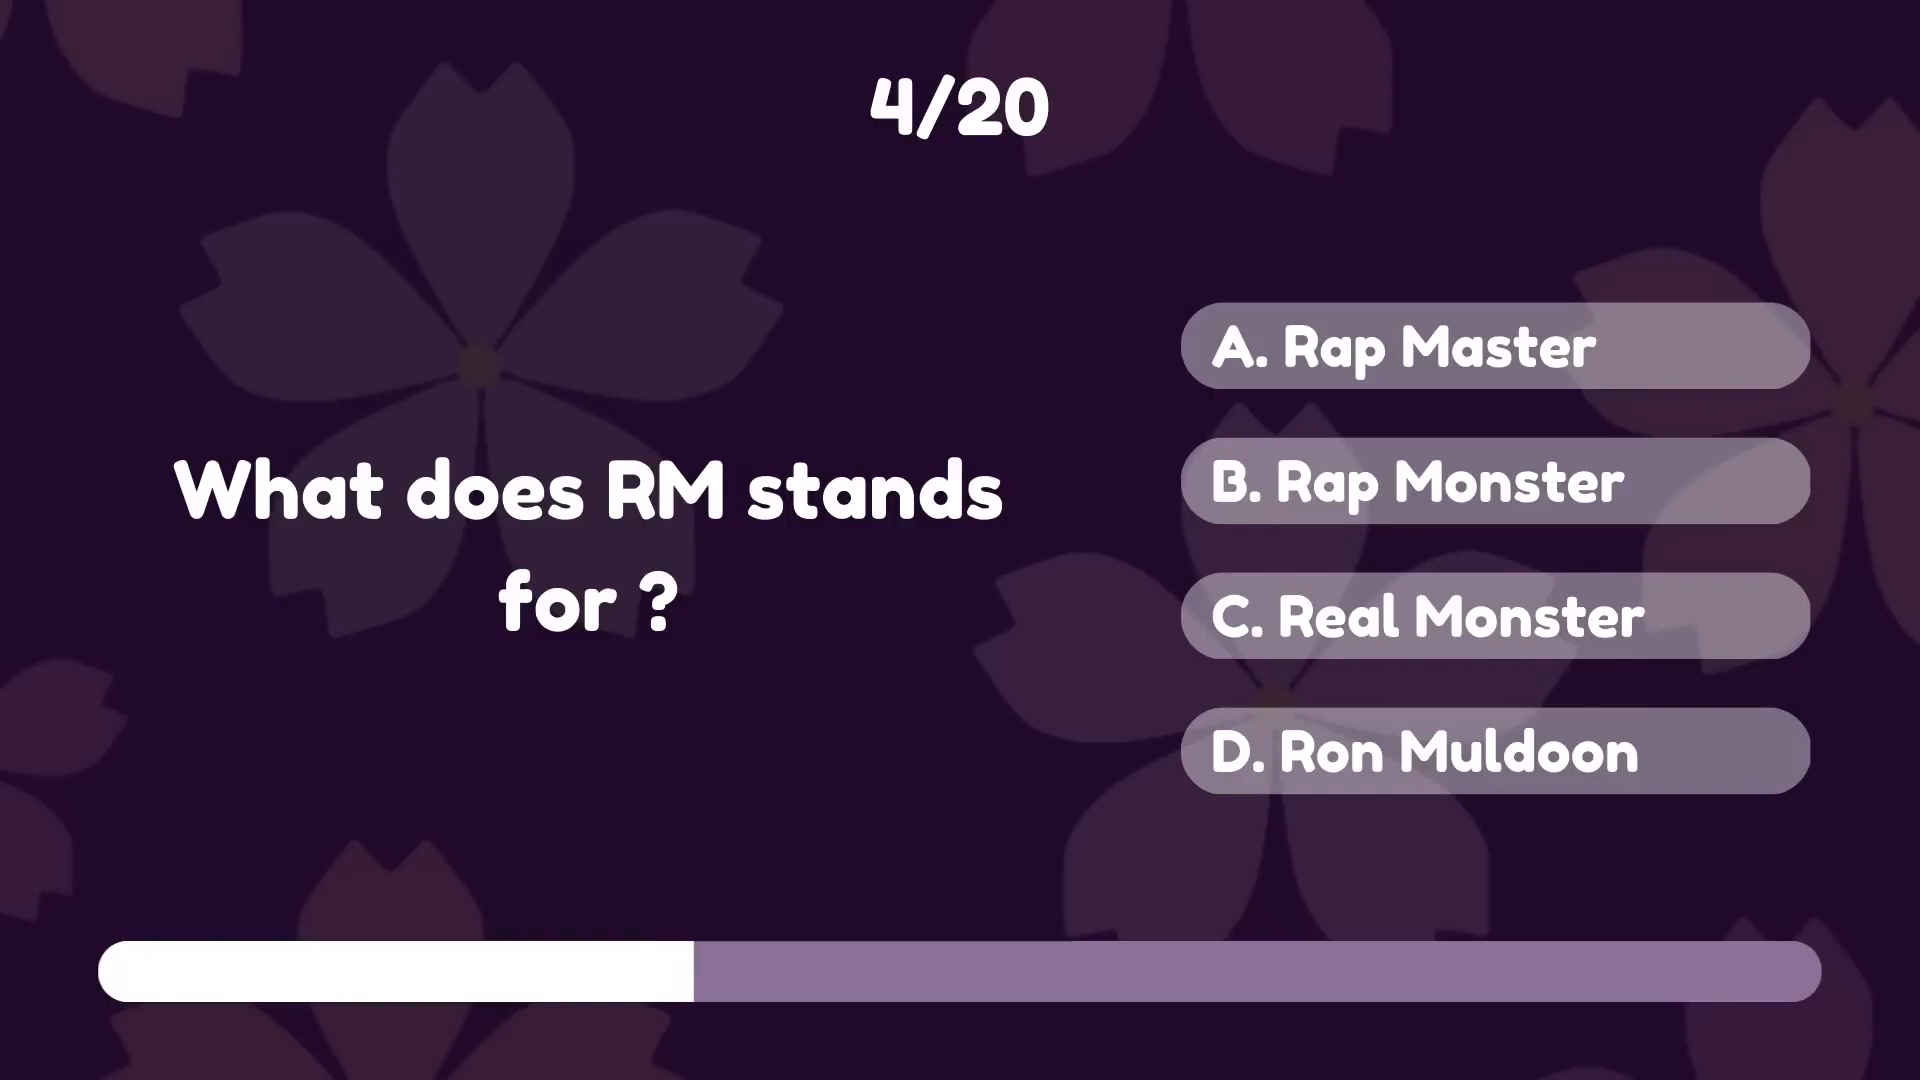 4/20
What does RM stands
for ?
A. Rap Master
B. Rap Monster
C. Real Monster
D. Ron Muldoon